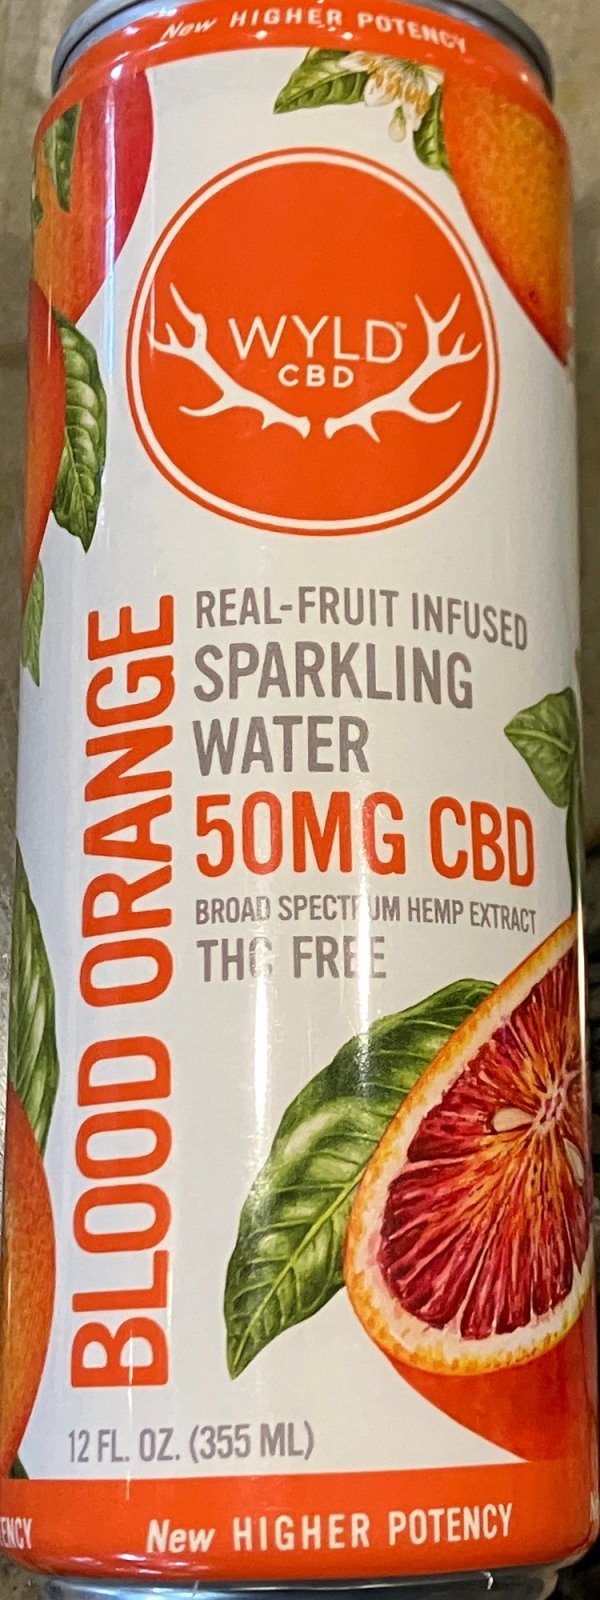 New HIGHER POTENCY
WYLD™
CBD
BLOOD ORANGE
REAL-FRUIT INFUSED
SPARKLING
WATER
50MG CBD
BROAD SPECTRUM HEMP EXTRACT
THC FREE
12 FL. OZ. (355 ML)
New HIGHER POTENCY